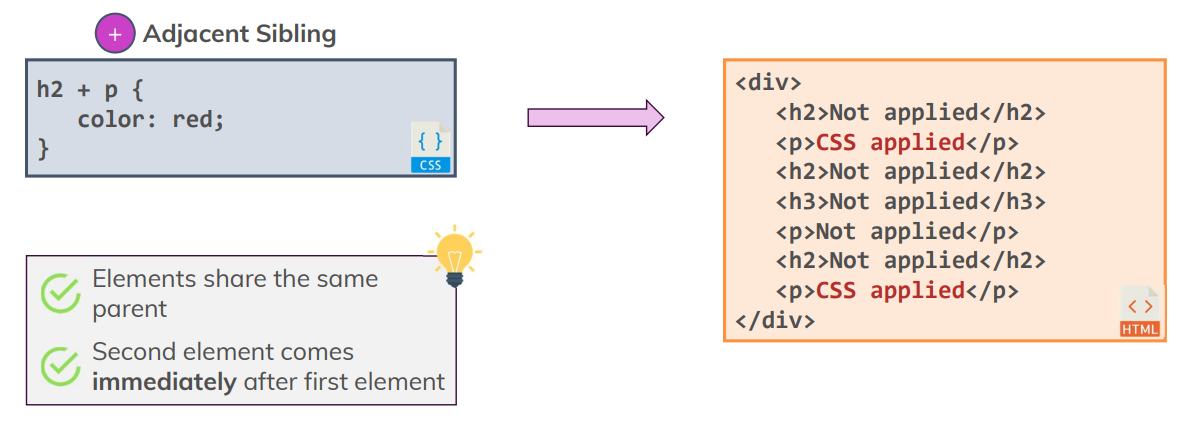 + Adjacent Sibling
h2 + p {
   color: red;
}
{ }
CSS
Elements share the same
parent
Second element comes
immediately after first element
<div>
   <h2>Not applied</h2>
   <p>CSS applied</p>
   <h2>Not applied</h2>
   <h3>Not applied</h3>
   <p>Not applied</p>
   <h2>Not applied</h2>
   <p>CSS applied</p>
</div>
< >
HTML